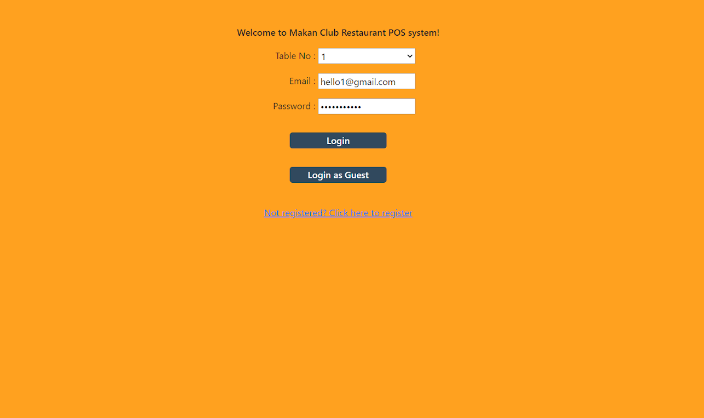 Welcome to Makan Club Restaurant POS system!
Table No : 1
Email : hello1@gmail.com
Password : •••••••••••
Login
Login as Guest
Not registered? Click here to register